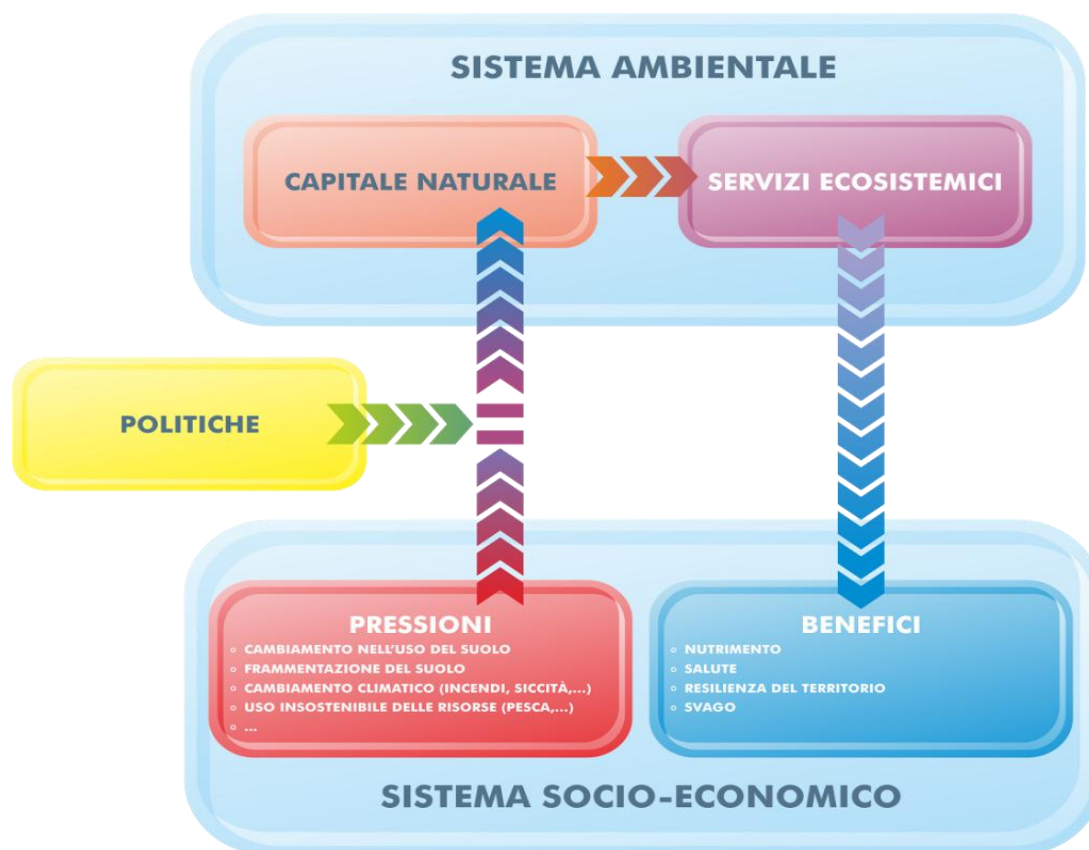 SISTEMA AMBIENTALE
CAPITALE NATURALE
SERVIZI ECOSISTEMICI
POLITICHE
PRESSIONI
○ CAMBIAMENTO NELL'USO DEL SUOLO
○ FRAMMENTAZIONE DEL SUOLO
○ CAMBIAMENTO CLIMATICO (INCENDI, SICCITÀ,...)
○ USO INSOSTENIBILE DELLE RISORSE (PESCA,...)
○ ...
BENEFICI
○ NUTRIMENTO
○ SALUTE
○ RESILIENZA DEL TERRITORIO
○ SVAGO
SISTEMA SOCIO-ECONOMICO